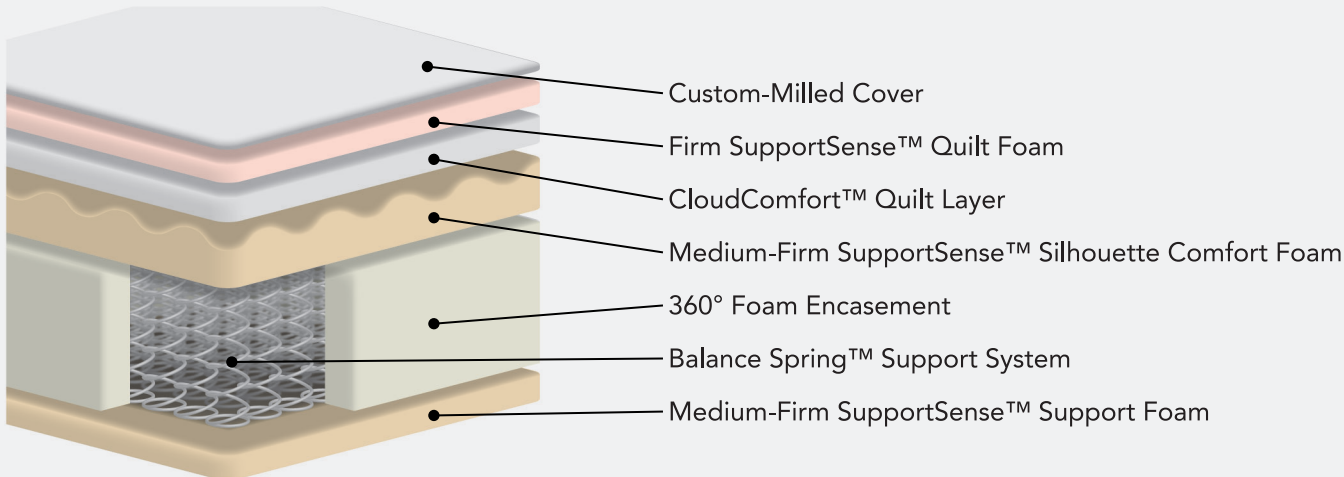 Custom-Milled Cover
Firm SupportSense™ Quilt Foam
CloudComfort™ Quilt Layer
Medium-Firm SupportSense™ Silhouette Comfort Foam
360° Foam Encasement
Balance Spring™ Support System
Medium-Firm SupportSense™ Support Foam